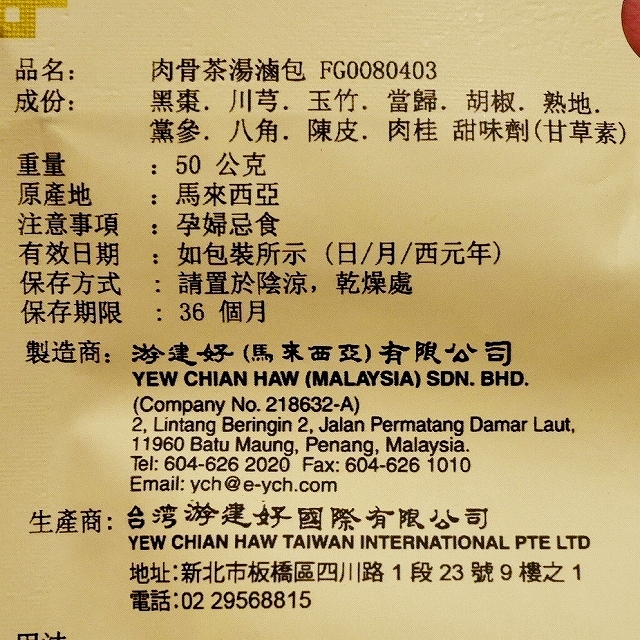 品名: 肉骨茶湯滷包 FG0080403
成份: 黑棗. 川芎. 玉竹. 當歸. 胡椒. 熟地.
黨參. 八角. 陳皮. 肉桂 甜味劑(甘草素)
重量 : 50 公克
原產地 : 馬來西亞
注意事項 : 孕婦忌食
有效日期 : 如包裝所示 (日/月/西元年)
保存方式 : 請置於陰涼，乾燥處
保存期限 : 36 個月
製造商: 游建好(馬來西亞)有限公司
YEW CHIAN HAW (MALAYSIA) SDN. BHD.
(Company No. 218632-A)
2, Lintang Beringin 2, Jalan Permatang Damar Laut,
11960 Batu Maung, Penang, Malaysia.
Tel: 604-626 2020 Fax: 604-626 1010
Email: ych@e-ych.com
生產商: 台灣游建好國際有限公司
YEW CHIAN HAW TAIWAN INTERNATIONAL PTE LTD
地址:新北市板橋區四川路 1 段 23 號 9 樓之 1
電話:02 29568815